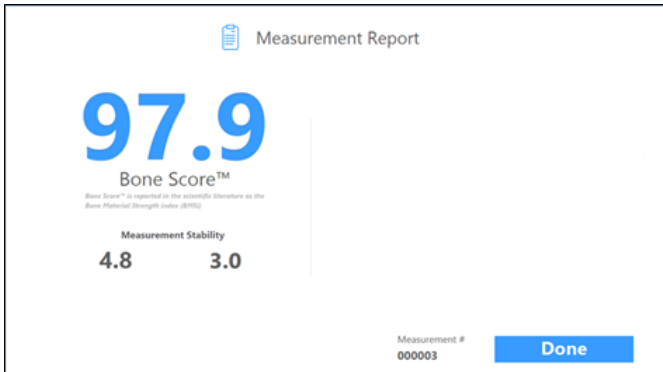 Measurement Report
97.9
Bone Score™
Bone Score™ is reported in the scientific literature as the
Bone Material Strength index (BMSi)
Measurement Stability
4.8 3.0
Measurement #
000003
Done